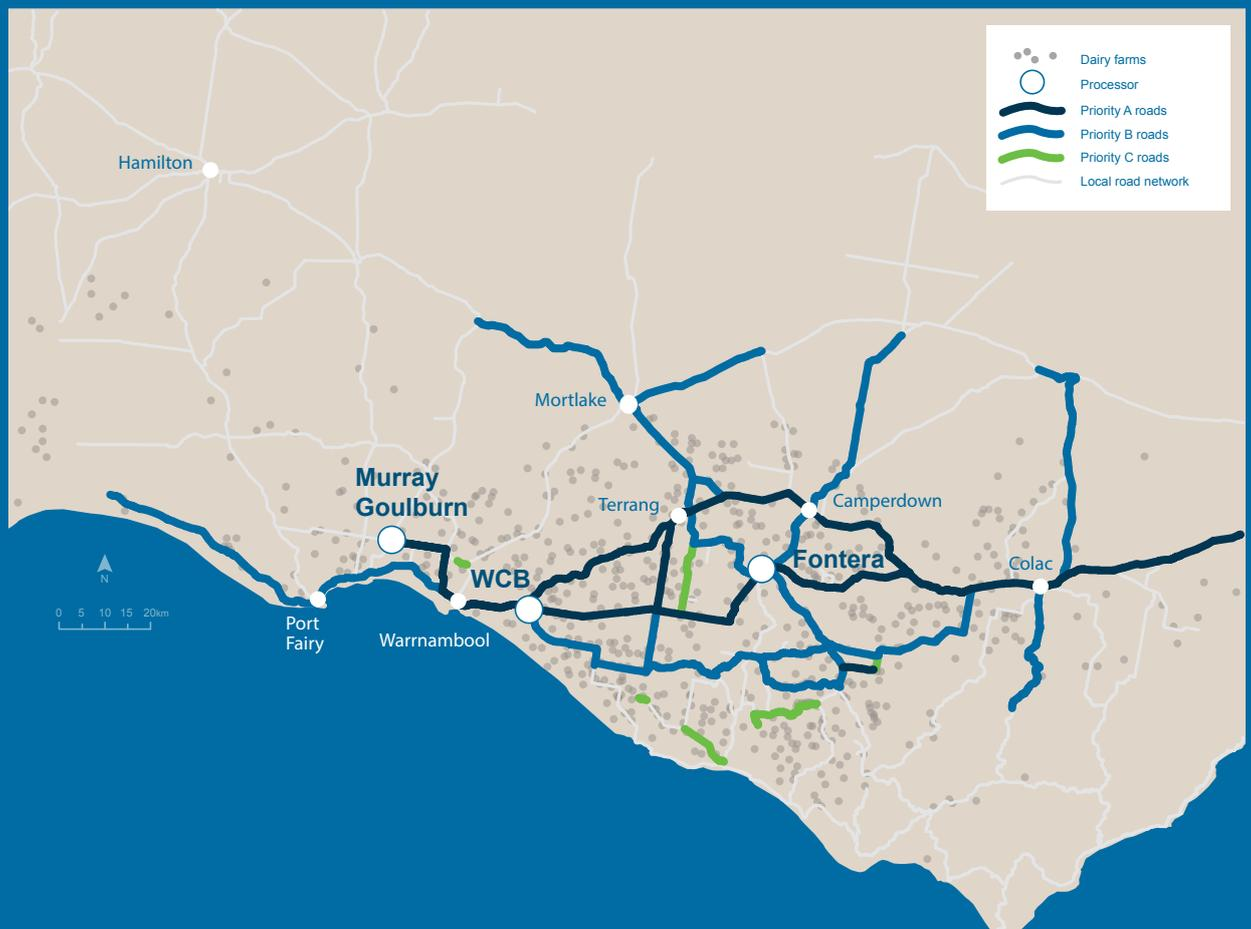 Dairy farms
Processor
Priority A roads
Priority B roads
Priority C roads
Local road network
Hamilton
Mortlake
Murray
Goulburn
Terrang
Camperdown
Fontera
Colac
WCB
N
0 5 10 15 20km
Port
Fairy
Warrnambool